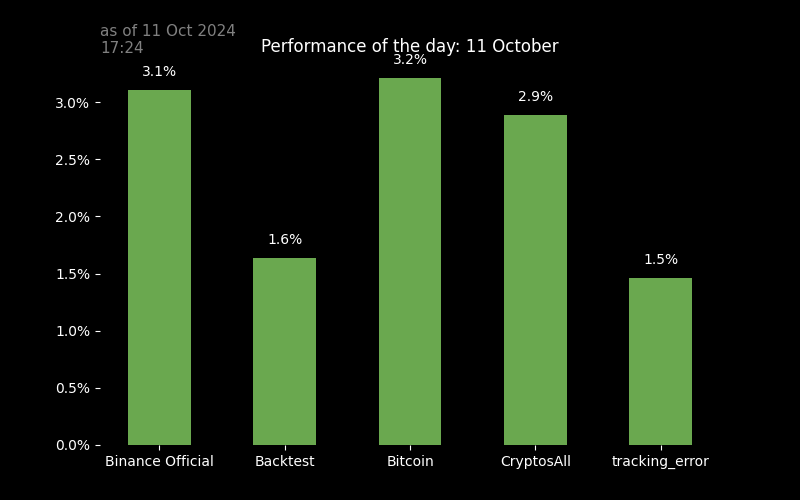 as of 11 Oct 2024
17:24
Performance of the day: 11 October
3.1%
1.6%
3.2%
2.9%
1.5%
3.0%
2.5%
2.0%
1.5%
1.0%
0.5%
0.0%
Binance Official
Backtest
Bitcoin
CryptosAll
tracking_error